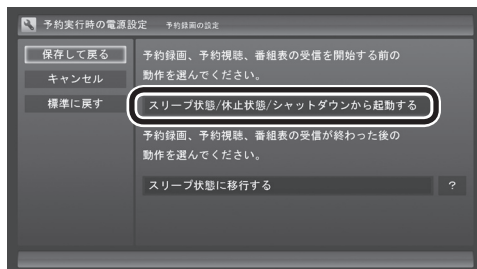 予約実行時の電源設定 予約録画の設定
保存して戻る
キャンセル
標準に戻す
予約録画、予約視聴、番組表の受信を開始する前の
動作を選んでください。
スリープ状態/休止状態/シャットダウンから起動する
予約録画、予約視聴、番組表の受信が終わった後の
動作を選んでください。
スリープ状態に移行する ?